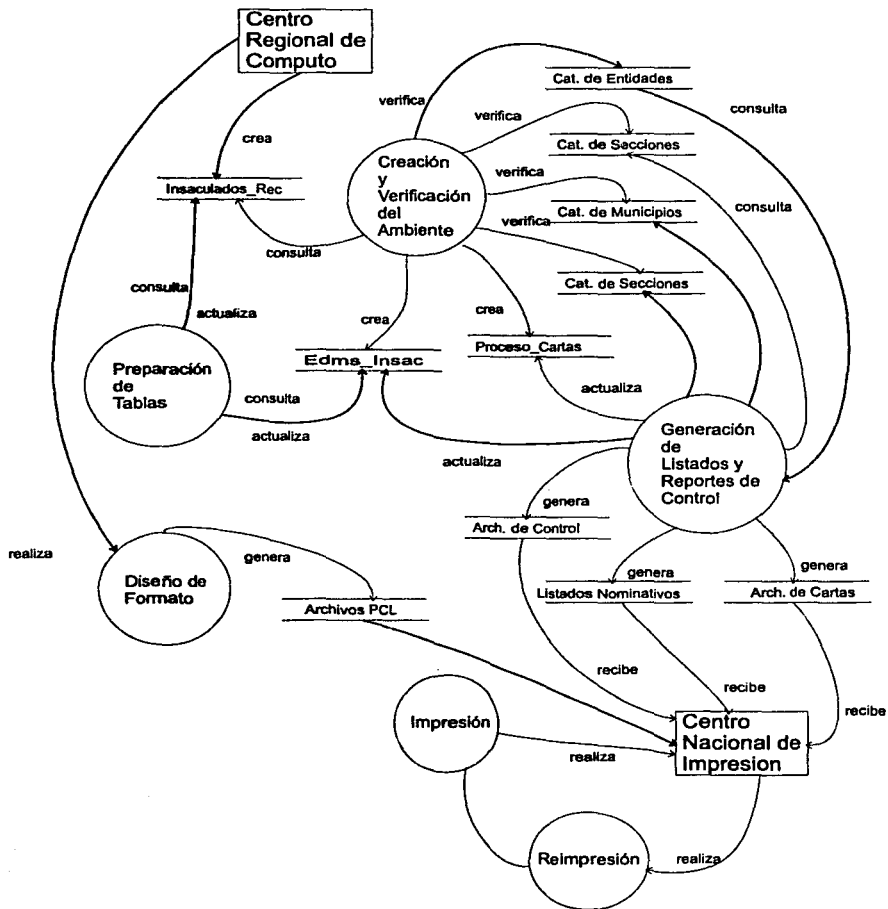 Centro
Regional de
Computo
Cat. de Entidades
verifica
consulta
verifica
crea
Cat. de Secciones
Creación
y
Verificación
del
Ambiente
verifica
Insaculados_Rec
consulta
Cat. de Municipios
verifica
consulta
Cat. de Secciones
consulta
actualiza
crea
crea
Proceso_Cartas
Edms_Insac
Preparación
de
Tablas
consulta
actualiza
actualiza
Generación
de
Listados y
Reportes de
Control
actualiza
genera
Arch. de Control
realiza
genera
genera
genera
Diseño de
Formato
Listados Nominativos
Arch. de Cartas
Archivos PCL
recibe
recibe
recibe
Impresión
Centro
Nacional de
Impresion
realiza
Reimpresión
realiza